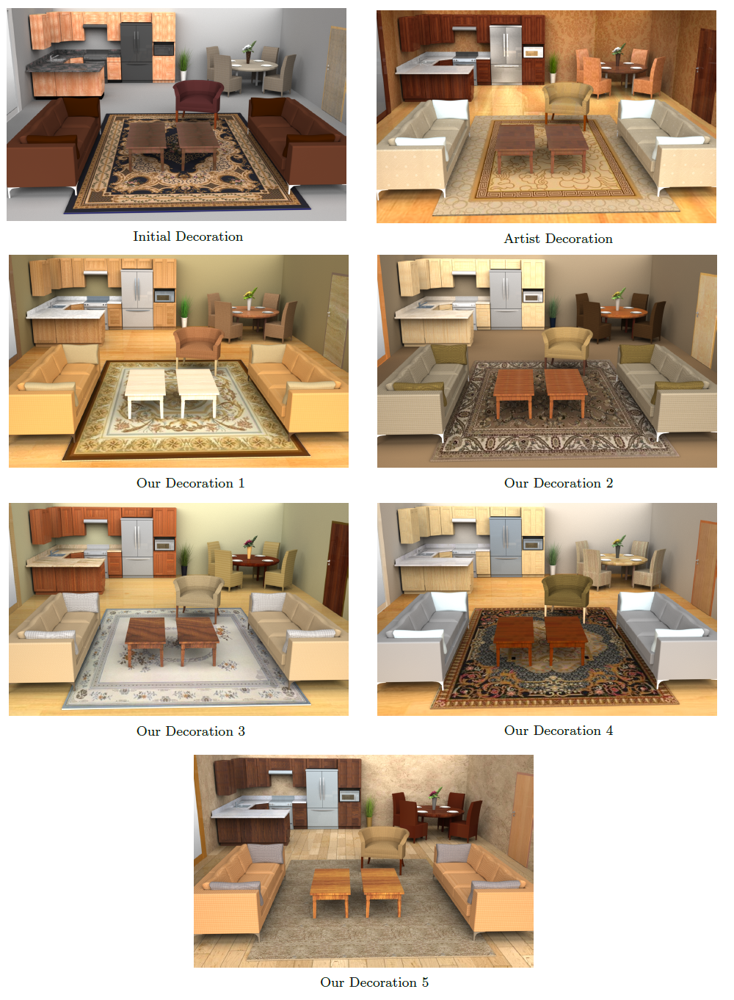 Initial Decoration
Artist Decoration
Our Decoration 1
Our Decoration 2
Our Decoration 3
Our Decoration 4
Our Decoration 5